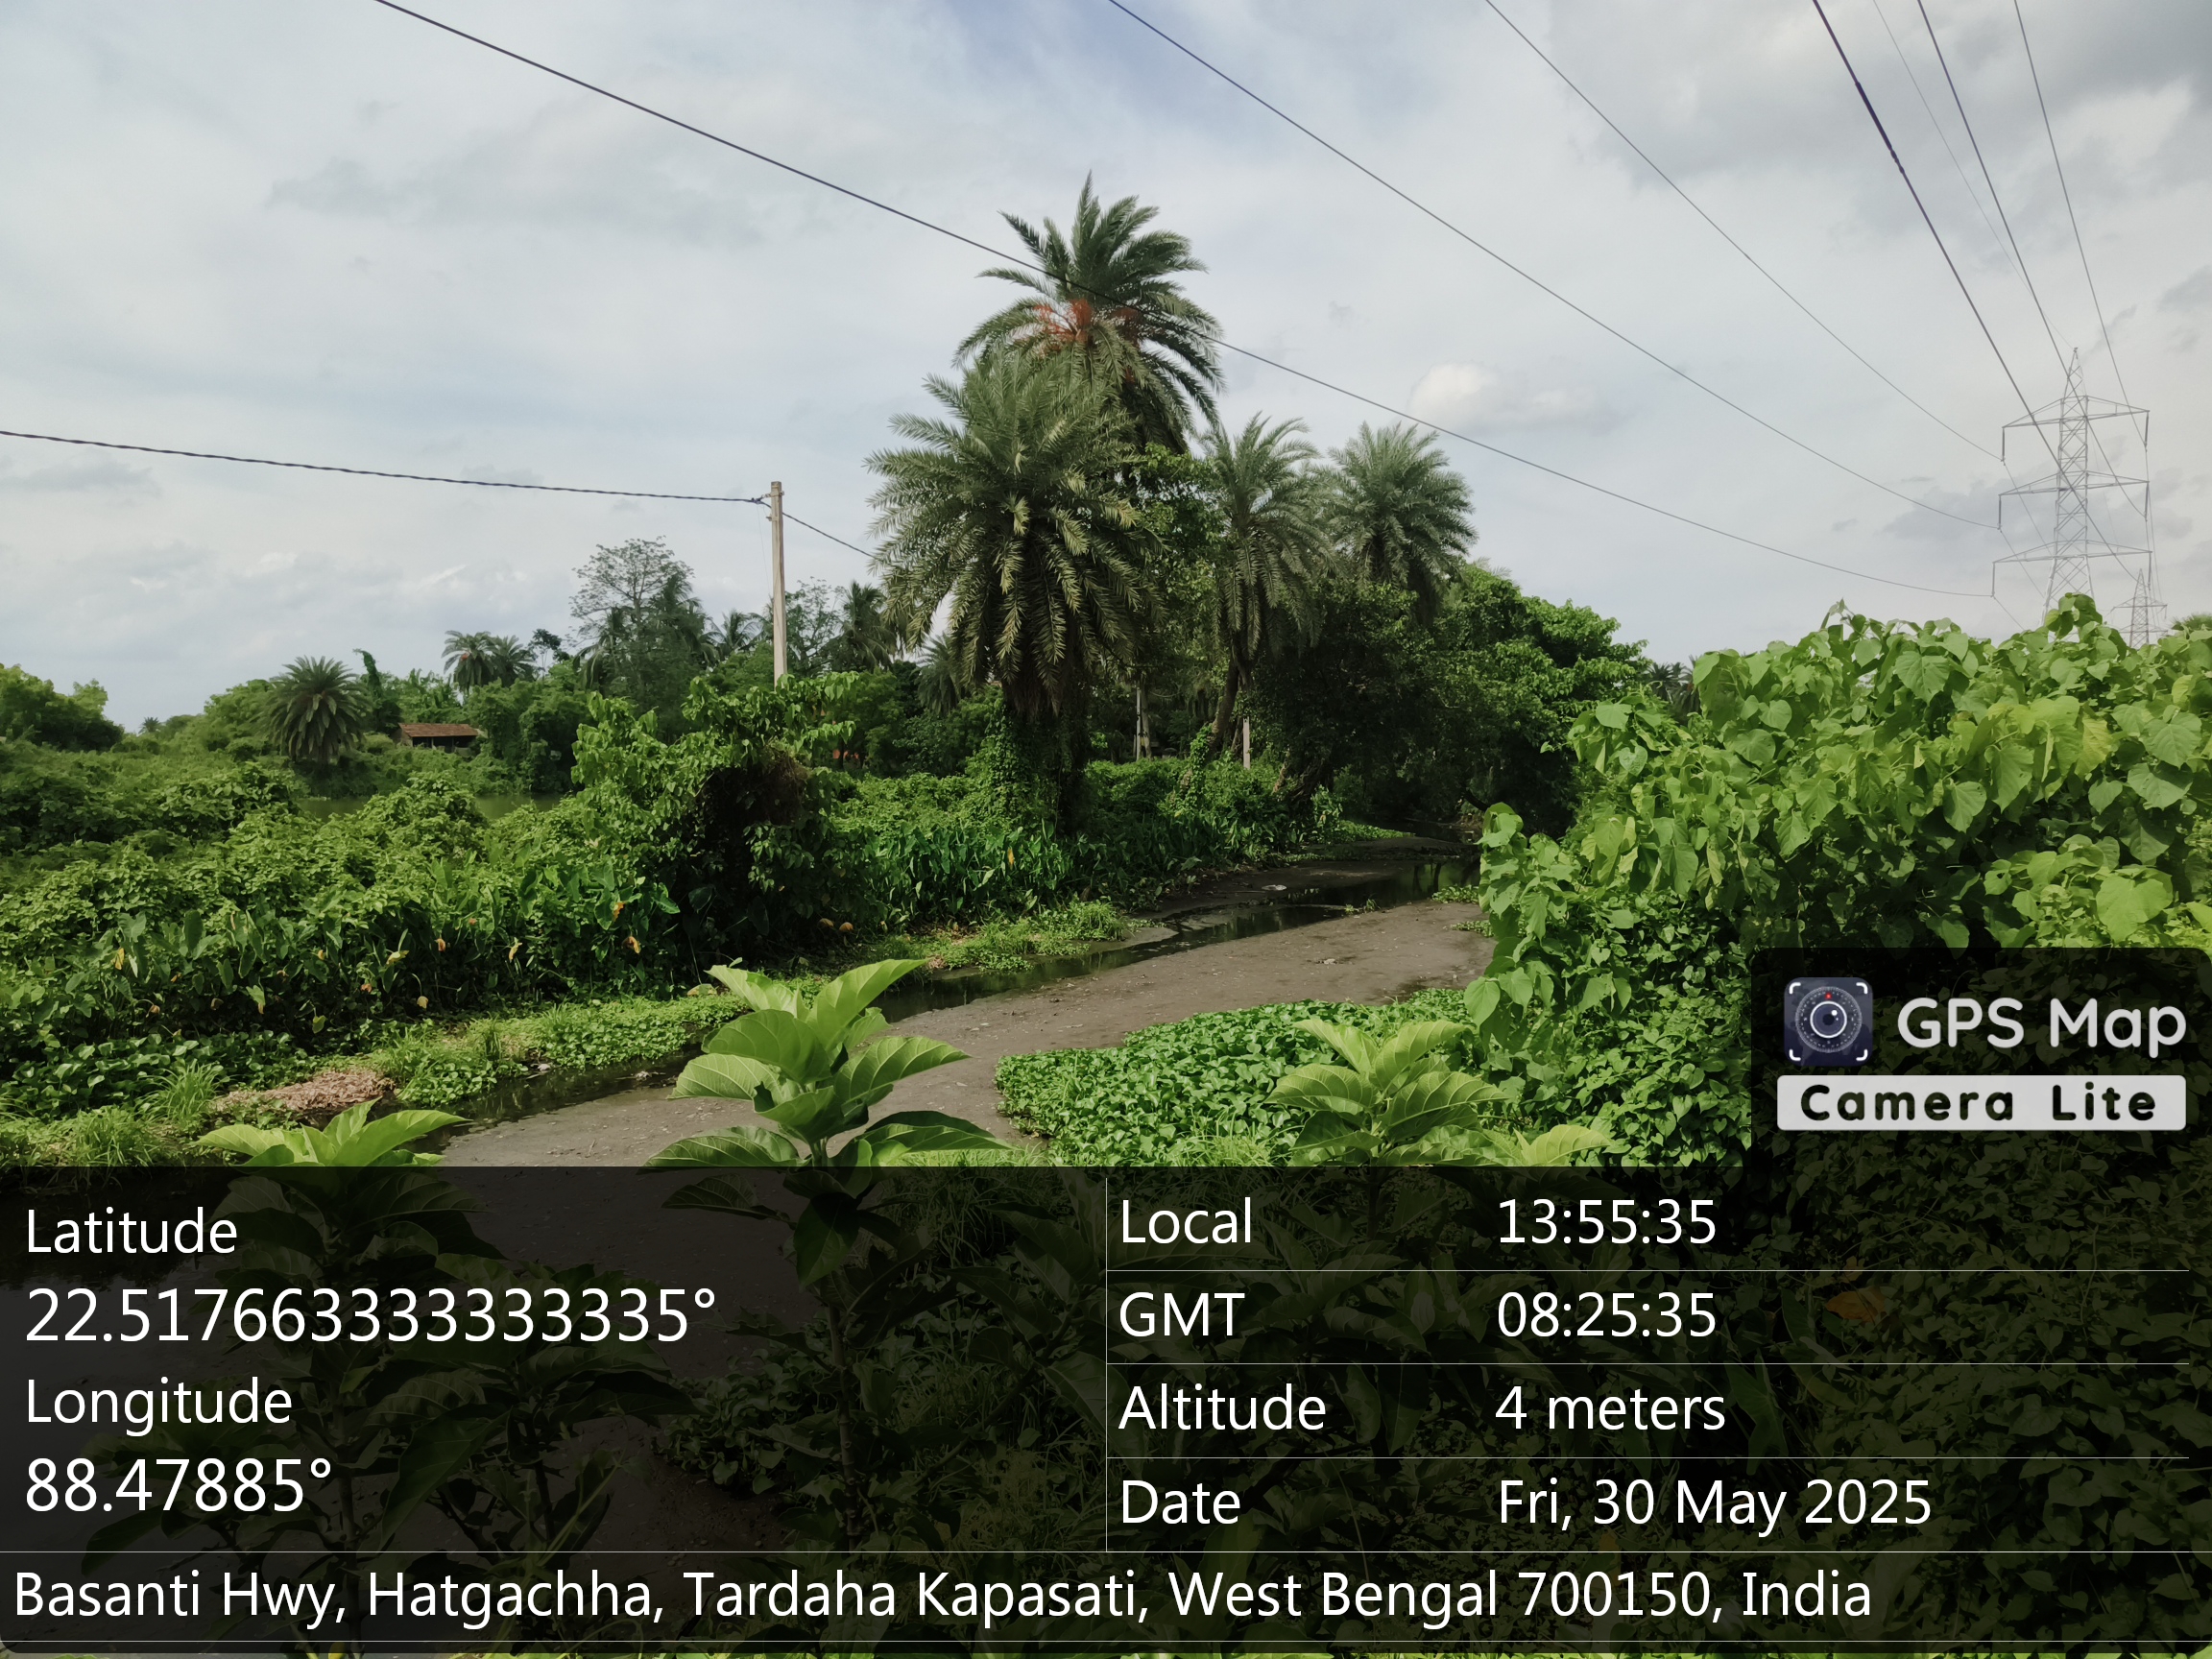 GPS Map
Camera Lite
Latitude
22.517663333333335°
Longitude
88.47885°
Local 13:55:35
GMT 08:25:35
Altitude 4 meters
Date Fri, 30 May 2025
Basanti Hwy, Hatgachha, Tardaha Kapasati, West Bengal 700150, India